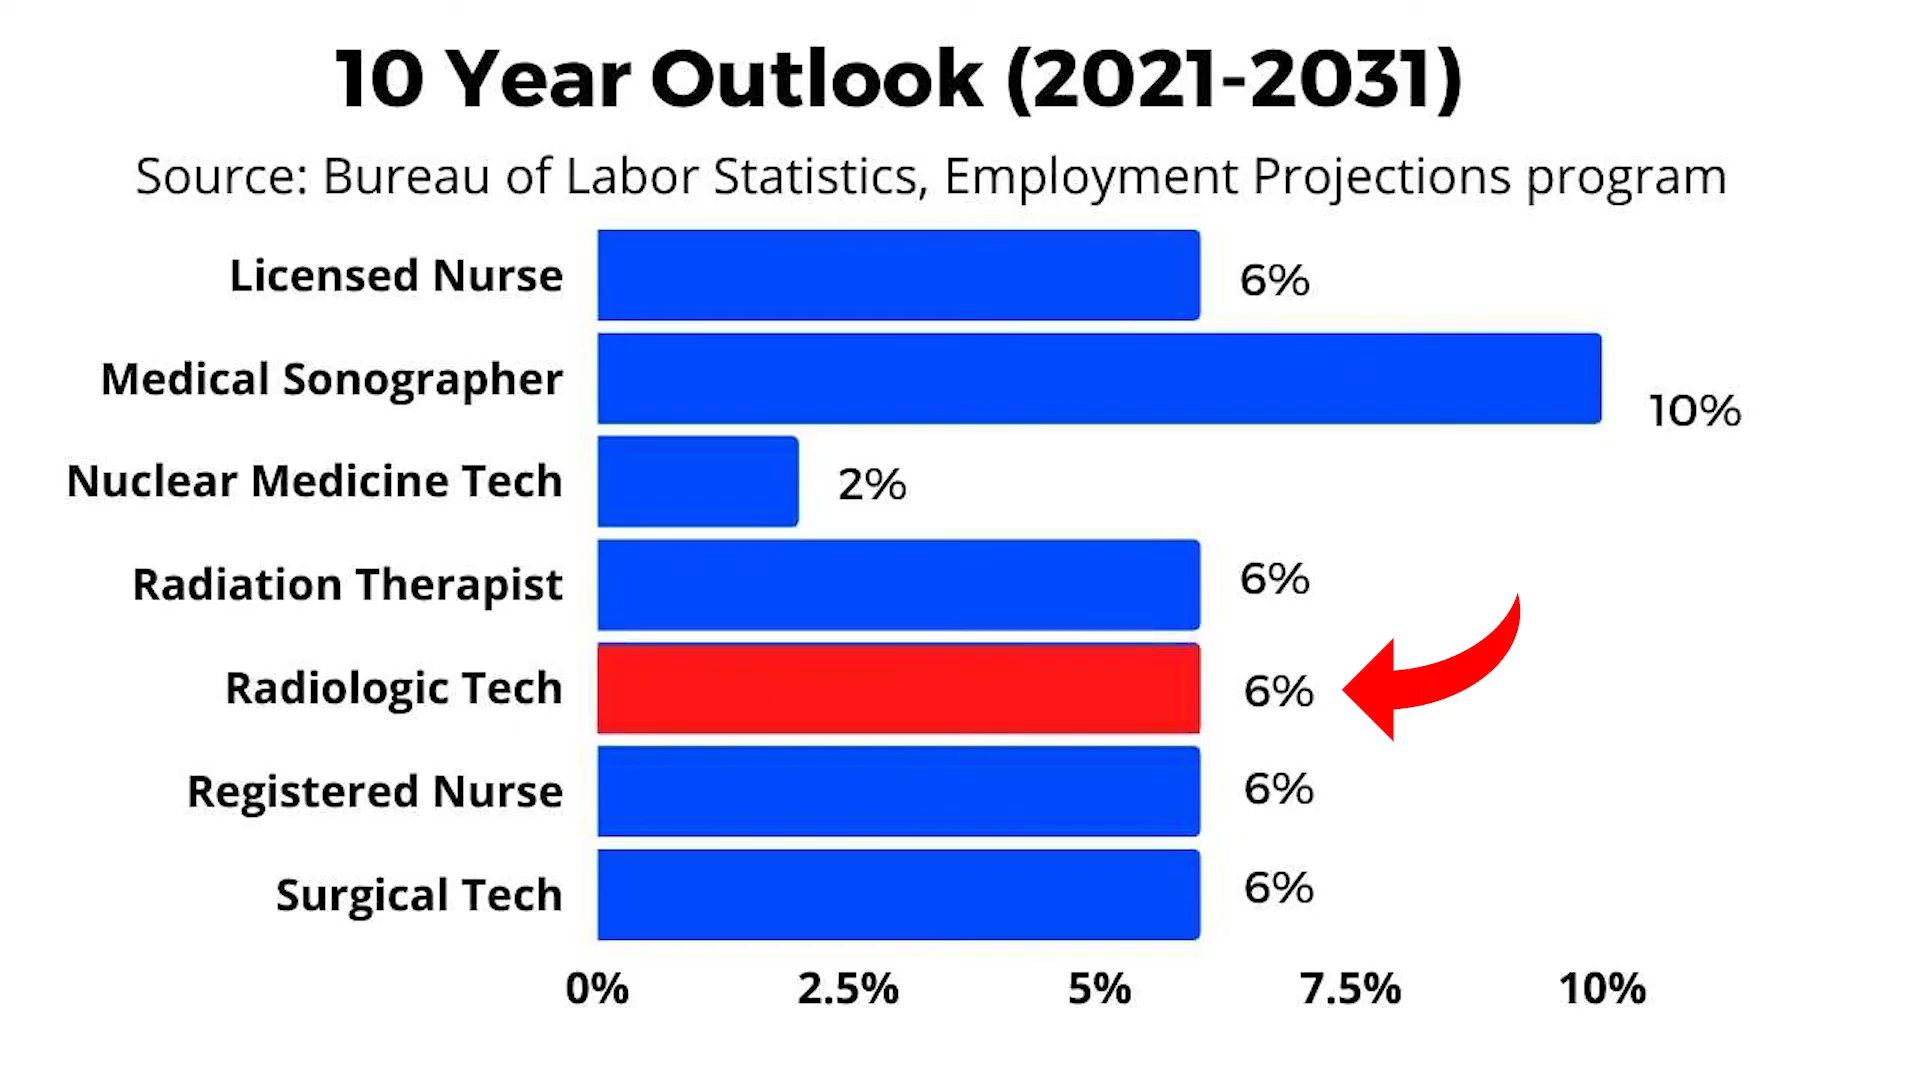 10 Year Outlook (2021-2031)
Source: Bureau of Labor Statistics, Employment Projections program
Licensed Nurse 6%
Medical Sonographer 10%
Nuclear Medicine Tech 2%
Radiation Therapist 6%
Radiologic Tech 6%
Registered Nurse 6%
Surgical Tech 6%
0% 2.5% 5% 7.5% 10%